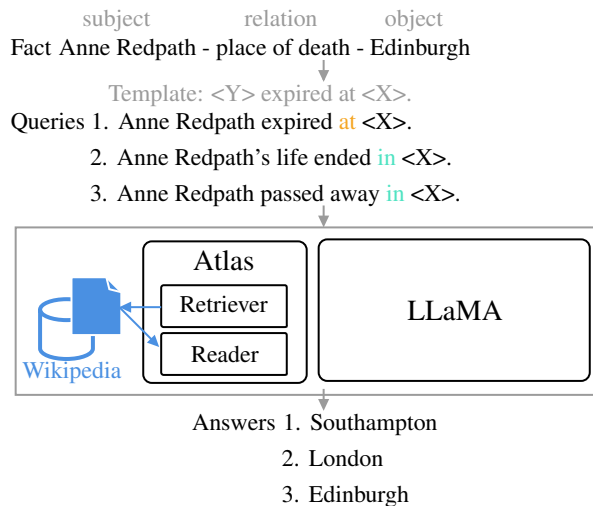 subject relation object
Fact Anne Redpath - place of death - Edinburgh
Template: <Y> expired at <X>.
Queries 1. Anne Redpath expired at <X>.
2. Anne Redpath's life ended in <X>.
3. Anne Redpath passed away in <X>.
Atlas
Retriever
Reader
Wikipedia
LLaMA
Answers 1. Southampton
2. London
3. Edinburgh